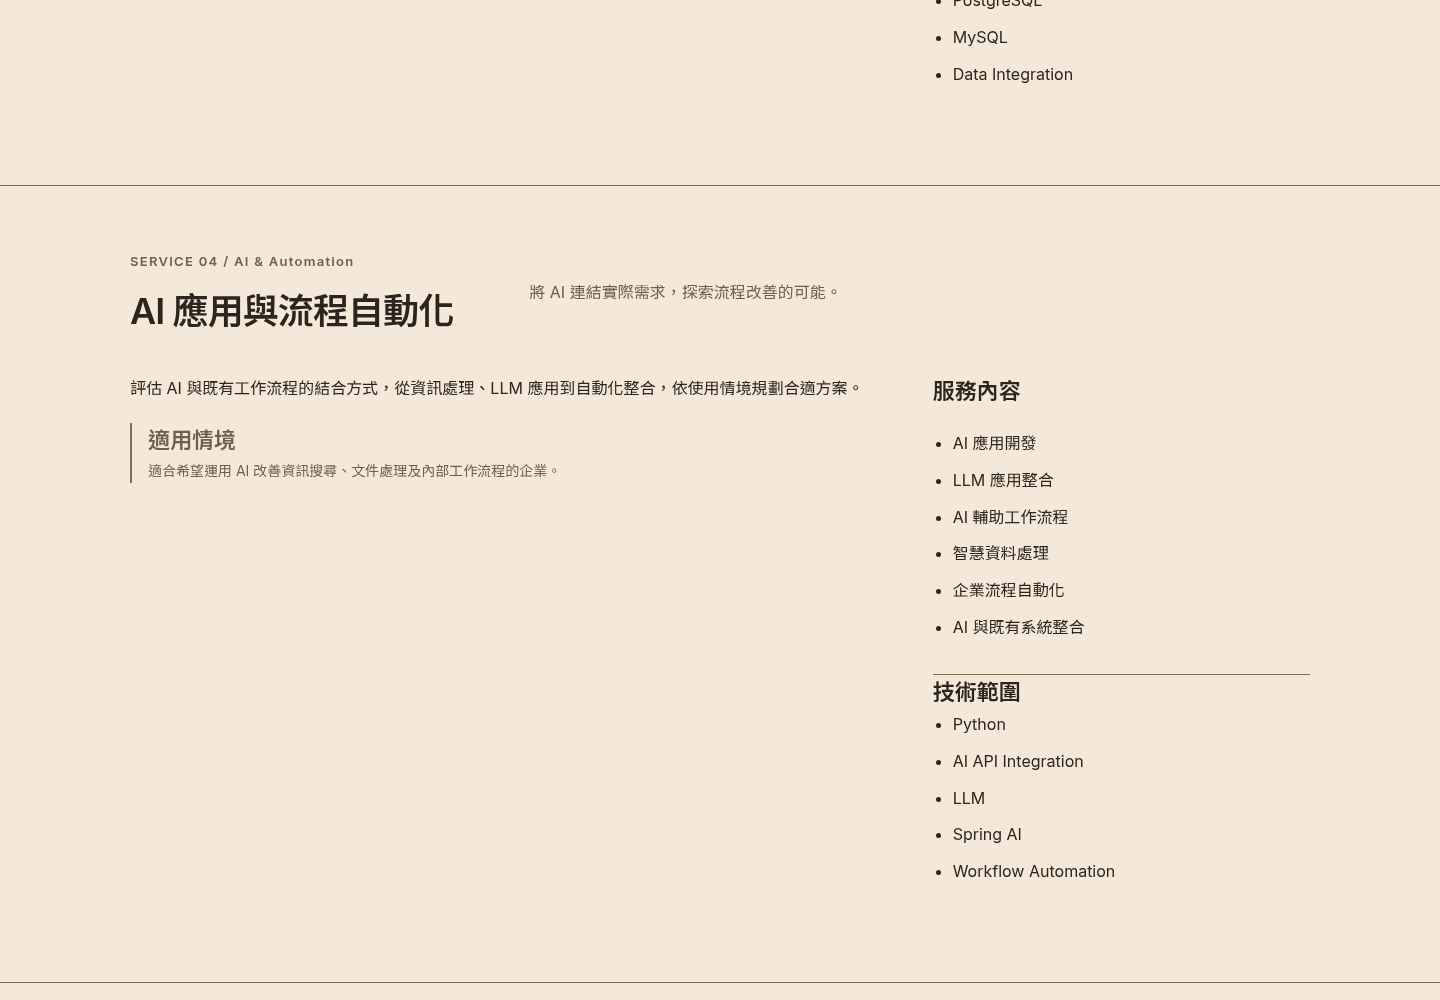 PostgreSQL
MySQL
Data Integration
SERVICE 04 / AI & Automation
AI 應用與流程自動化
將 AI 連結實際需求，探索流程改善的可能。
評估 AI 與既有工作流程的結合方式，從資訊處理、LLM 應用到自動化整合，依使用情境規劃合適方案。
適用情境
適合希望運用 AI 改善資訊搜尋、文件處理及內部工作流程的企業。
服務內容
AI 應用開發
LLM 應用整合
AI 輔助工作流程
智慧資料處理
企業流程自動化
AI 與既有系統整合
技術範圍
Python
AI API Integration
LLM
Spring AI
Workflow Automation